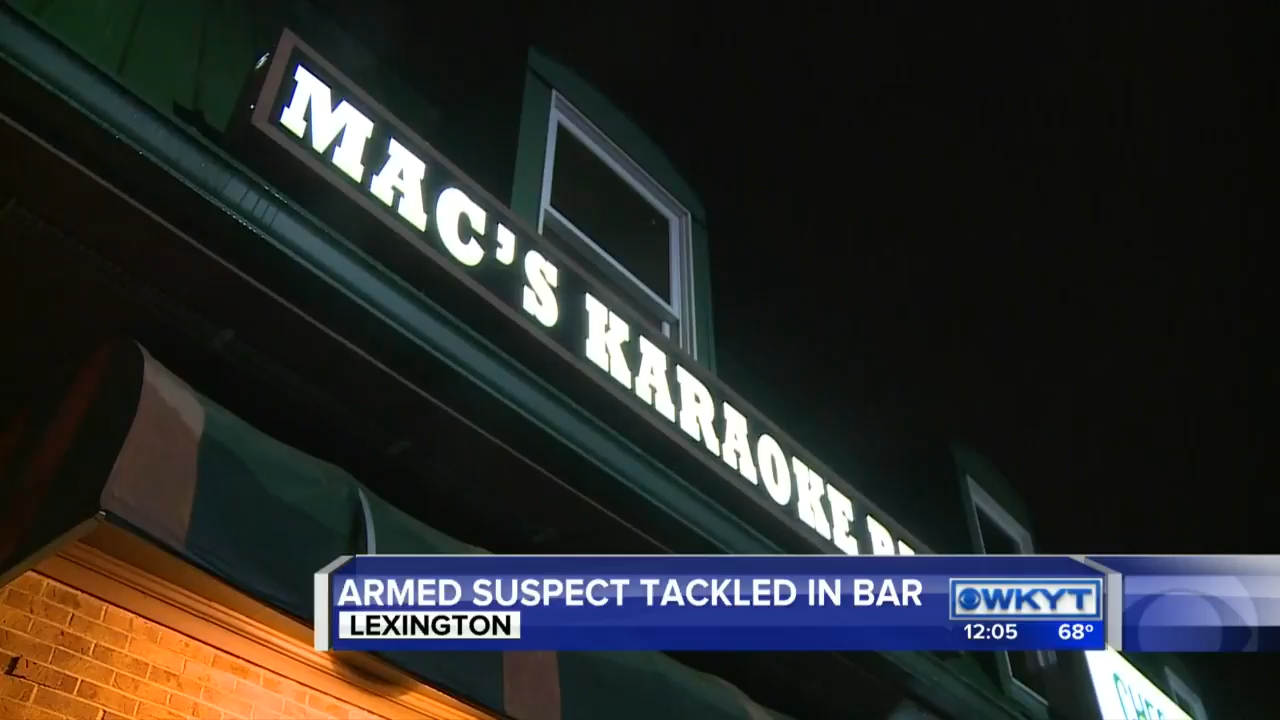 MAC'S KARAOKE
ARMED SUSPECT TACKLED IN BAR
LEXINGTON
WKYT
12:05 68°